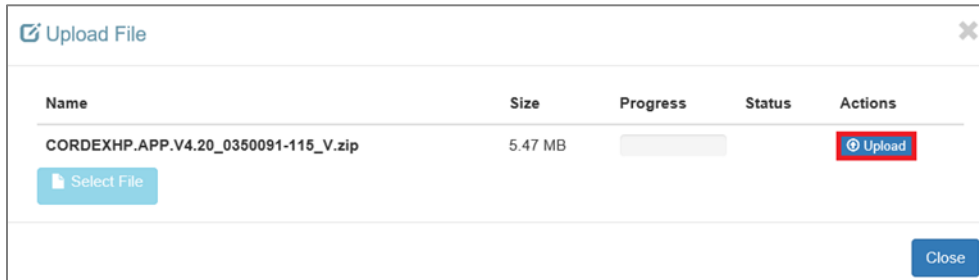 Upload File
Name Size Progress Status Actions
CORDEXHP.APP.V4.20_0350091-115_V.zip 5.47 MB Upload
Select File
Close